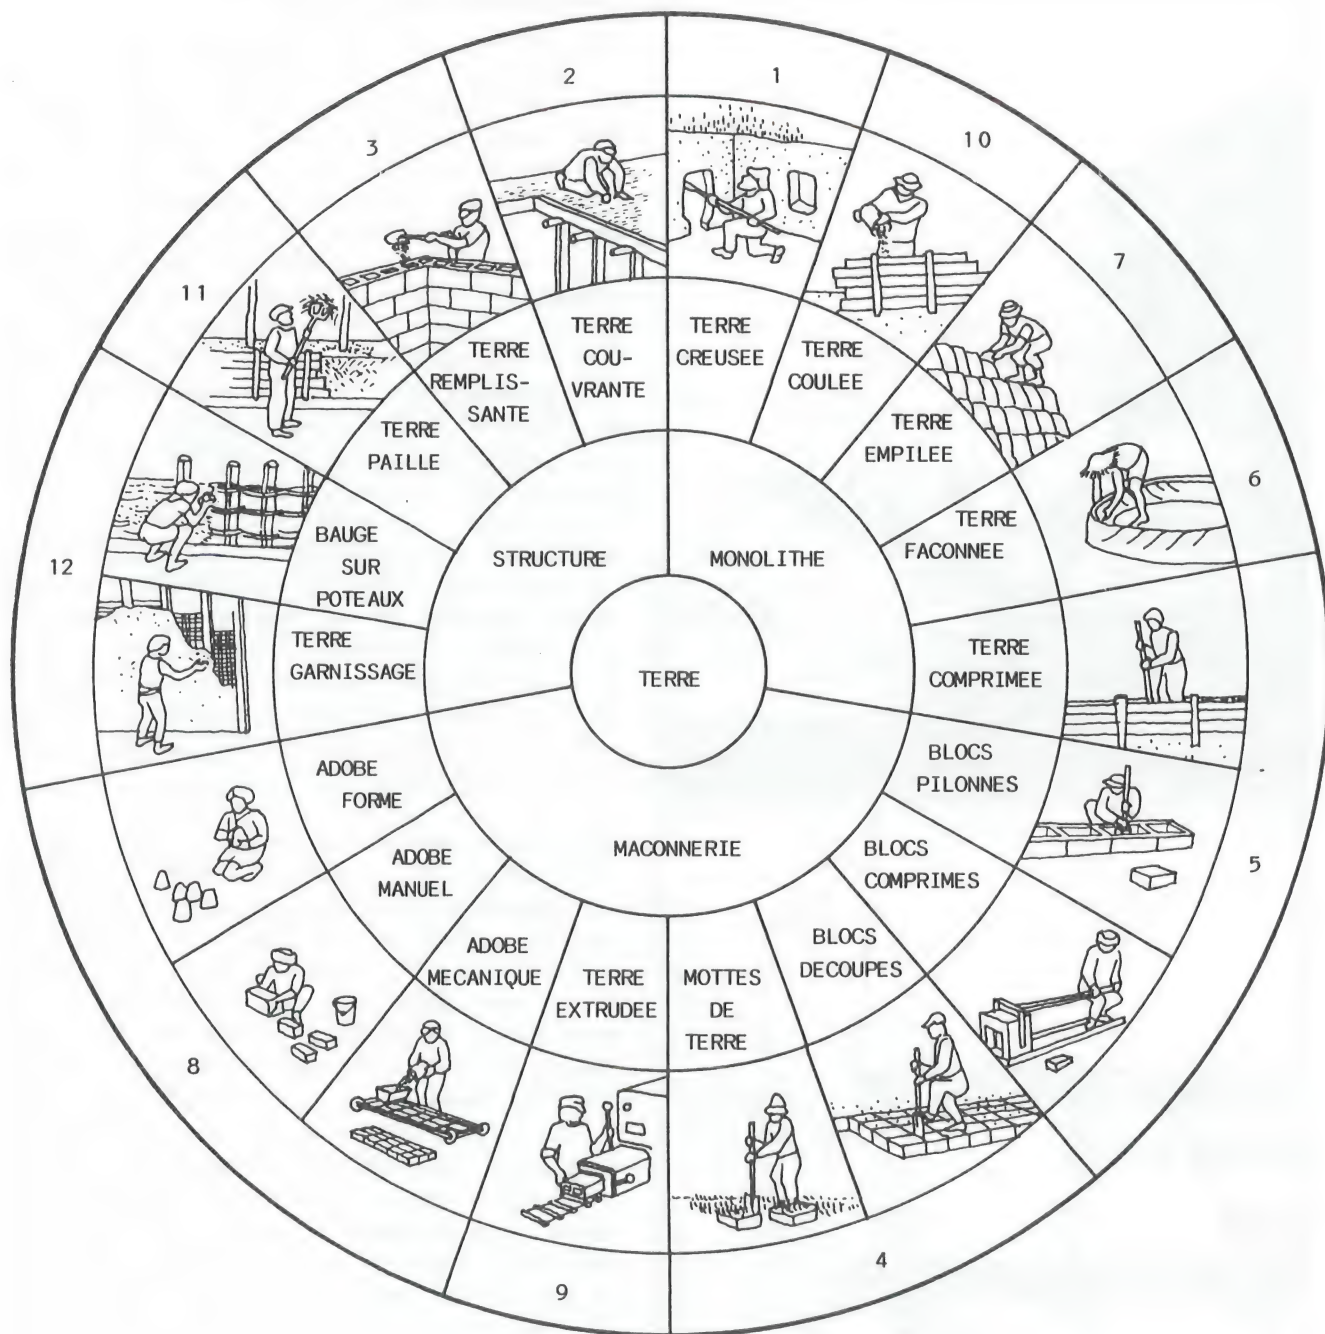 1
10
7
6
5
4
9
8
12
11
3
2
TERRE
CREUSEE
TERRE
COULEE
TERRE
EMPILEE
TERRE
FACONNEE
TERRE
COMPRIMEE
BLOCS
PILONNES
BLOCS
COMPRIMES
BLOCS
DECOUPES
MOTTES
DE
TERRE
TERRE
EXTRUDEE
ADOBE
MECANIQUE
ADOBE
MANUEL
ADOBE
FORME
TERRE
GARNISSAGE
BAUGE
SUR
POTEAUX
TERRE
PAILLE
TERRE
REMPLIS-
SANTE
TERRE
COU-
VRANTE
STRUCTURE
MONOLITHE
MACONNERIE
TERRE